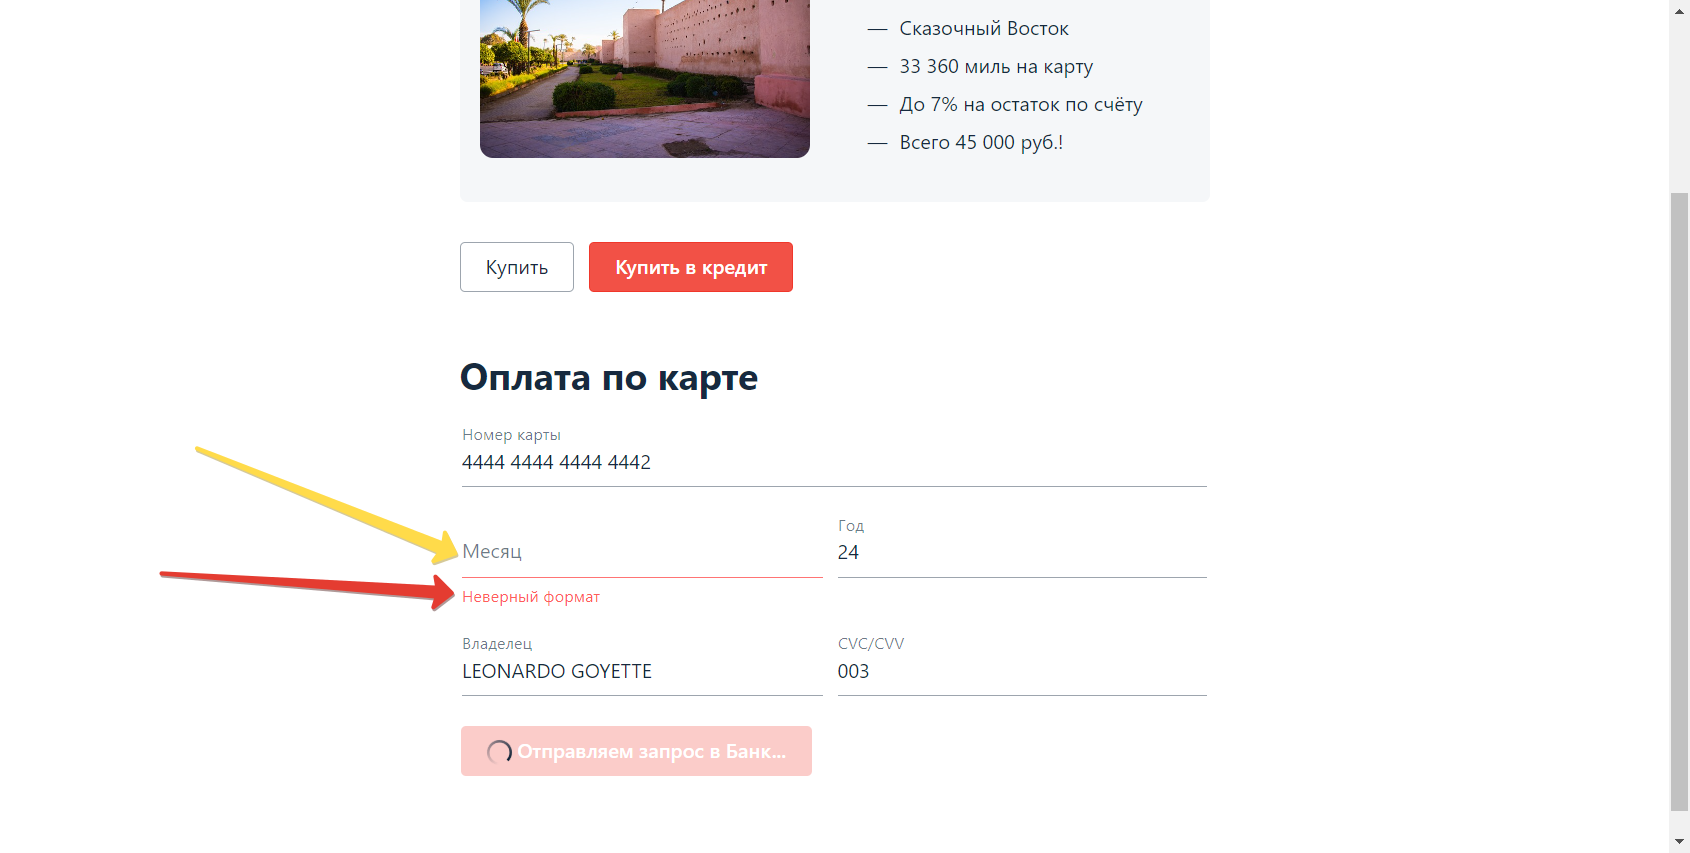 — Сказочный Восток
— 33 360 миль на карту
— До 7% на остаток по счёту
— Всего 45 000 руб.!
Купить
Купить в кредит
Оплата по карте
Номер карты
4444 4444 4444 4442
Месяц
Год
24
Неверный формат
Владелец
LEONARDO GOYETTE
CVC/CVV
003
Отправляем запрос в Банк...